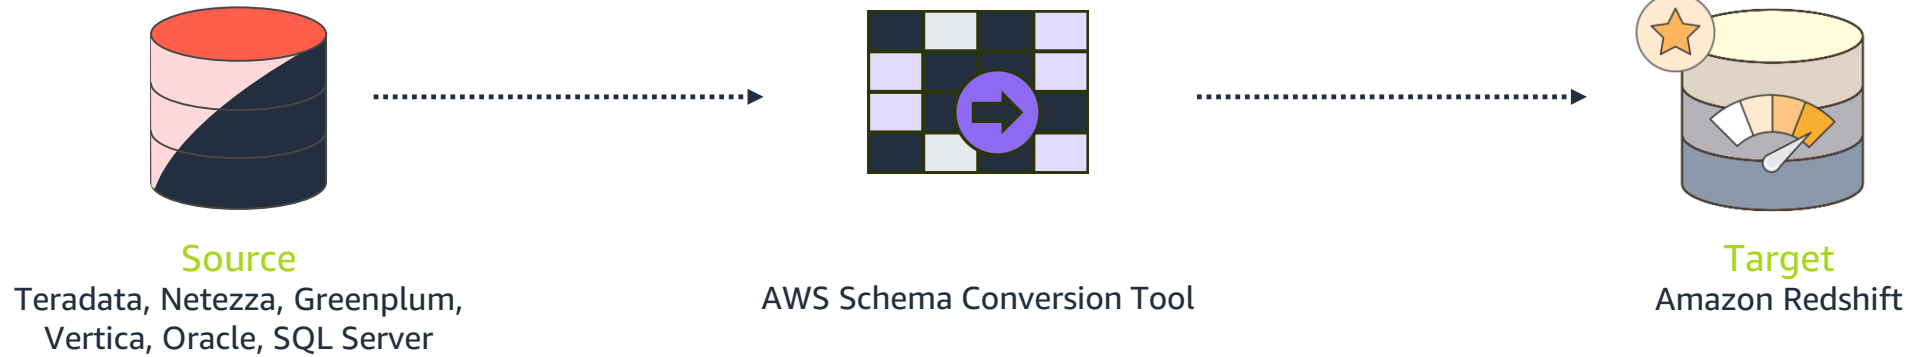 Source
Teradata, Netezza, Greenplum,
Vertica, Oracle, SQL Server
AWS Schema Conversion Tool
Target
Amazon Redshift